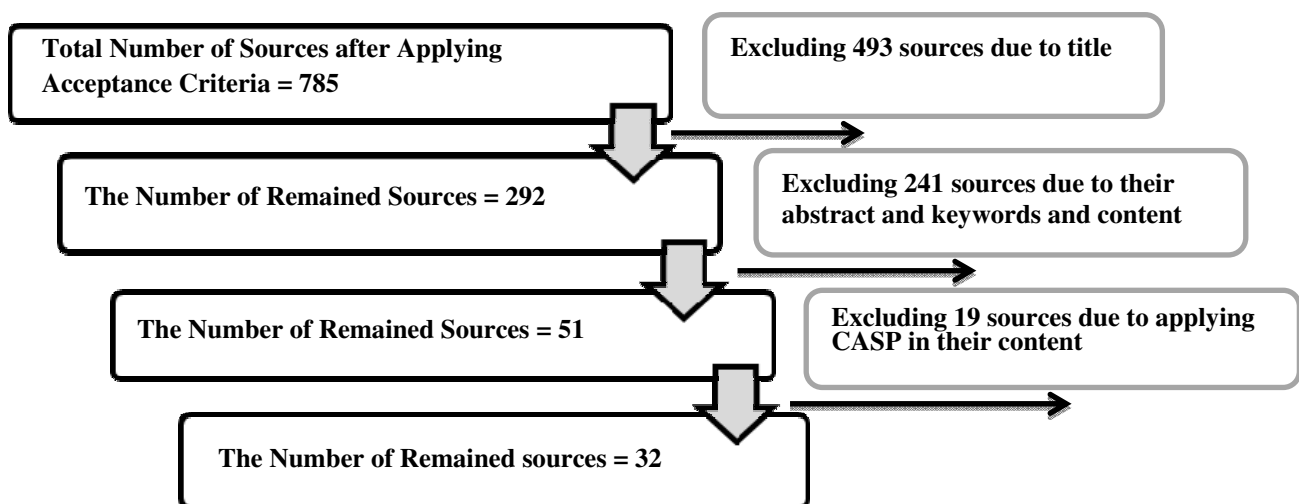 Total Number of Sources after Applying
Acceptance Criteria = 785
Excluding 493 sources due to title
The Number of Remained Sources = 292
Excluding 241 sources due to their
abstract and keywords and content
The Number of Remained Sources = 51
Excluding 19 sources due to applying
CASP in their content
The Number of Remained sources = 32